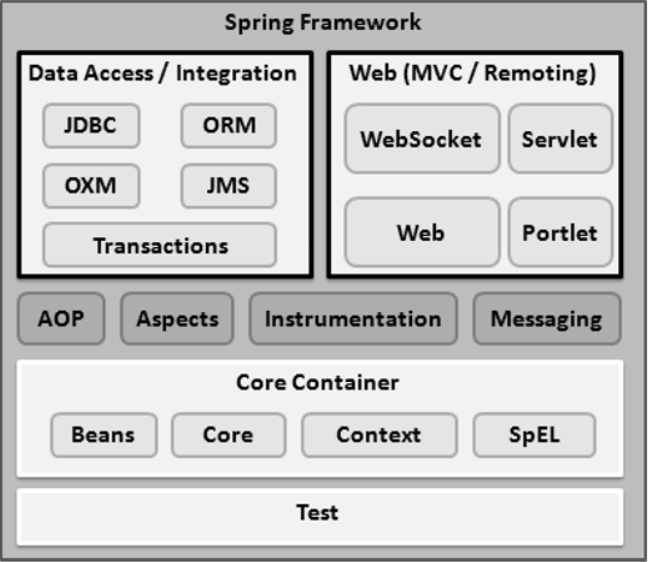 Spring Framework
Data Access / Integration
JDBC
ORM
OXM
JMS
Transactions
Web (MVC / Remoting)
WebSocket
Servlet
Web
Portlet
AOP
Aspects
Instrumentation
Messaging
Core Container
Beans
Core
Context
SpEL
Test